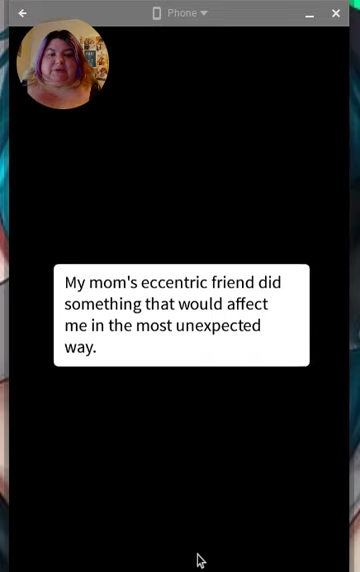 Phone
My mom's eccentric friend did
something that would affect
me in the most unexpected
way.